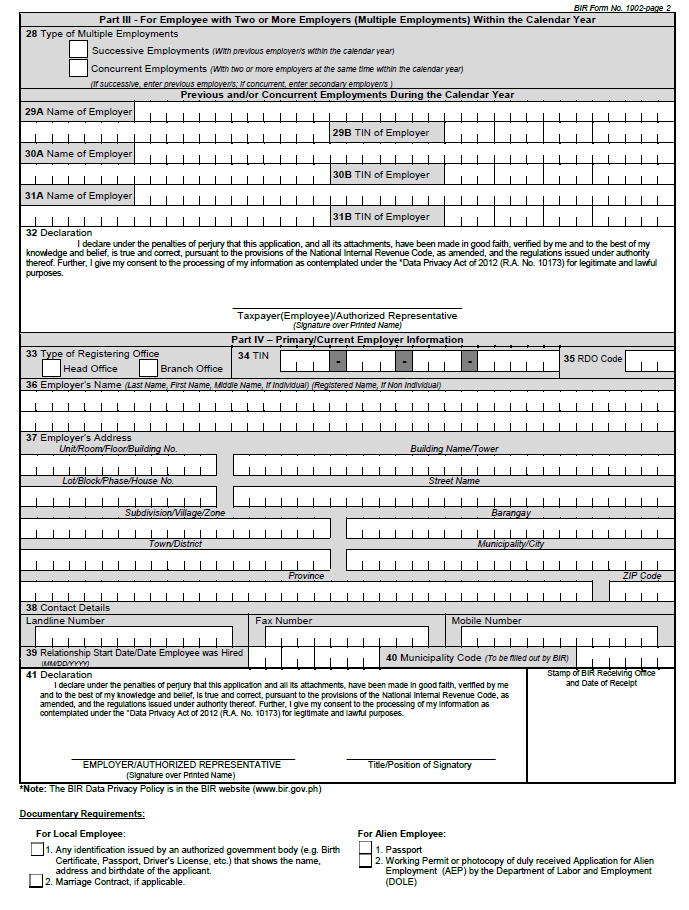 BIR Form No. 1902-page 2
Part III - For Employee with Two or More Employers (Multiple Employments) Within the Calendar Year
28 Type of Multiple Employments
Successive Employments (With previous employer/s within the calendar year)
Concurrent Employments (With two or more employers at the same time within the calendar year)
(If successive, enter previous employer/s; if concurrent, enter secondary employer/s )
Previous and/or Concurrent Employments During the Calendar Year
29A Name of Employer
29B TIN of Employer
30A Name of Employer
30B TIN of Employer
31A Name of Employer
31B TIN of Employer
32 Declaration
I declare under the penalties of perjury that this application, and all its attachments, have been made in good faith, verified by me and to the best of my
knowledge and belief, is true and correct, pursuant to the provisions of the National Internal Revenue Code, as amended, and the regulations issued under authority
thereof. Further, I give my consent to the processing of my information as contemplated under the *Data Privacy Act of 2012 (R.A. No. 10173) for legitimate and lawful
purposes.
Taxpayer(Employee)/Authorized Representative
(Signature over Printed Name)
Part IV – Primary/Current Employer Information
33 Type of Registering Office
Head Office Branch Office
34 TIN - - -
35 RDO Code
36 Employer's Name (Last Name, First Name, Middle Name, If Individual) (Registered Name, If Non Individual)
37 Employer's Address
Unit/Room/Floor/Building No. Building Name/Tower
Lot/Block/Phase/House No. Street Name
Subdivision/Village/Zone Barangay
Town/District Municipality/City
Province ZIP Code
38 Contact Details
Landline Number Fax Number Mobile Number
39 Relationship Start Date/Date Employee was Hired
(MM/DD/YYYY)
40 Municipality Code (To be filled out by BIR)
41 Declaration
I declare under the penalties of perjury that this application and all its attachments, have been made in good faith, verified by me
and to the best of my knowledge and belief, is true and correct, pursuant to the provisions of the National Internal Revenue Code, as
amended, and the regulations issued under authority thereof. Further, I give my consent to the processing of my information as
contemplated under the *Data Privacy Act of 2012 (R.A. No. 10173) for legitimate and lawful purposes.
EMPLOYER/AUTHORIZED REPRESENTATIVE Title/Position of Signatory
(Signature over Printed Name)
Stamp of BIR Receiving Office
and Date of Receipt
*Note: The BIR Data Privacy Policy is in the BIR website (www.bir.gov.ph)
Documentary Requirements:
For Local Employee:
1. Any identification issued by an authorized government body (e.g. Birth
Certificate, Passport, Driver's License, etc.) that shows the name,
address and birthdate of the applicant.
2. Marriage Contract, if applicable.
For Alien Employee:
1. Passport
2. Working Permit or photocopy of duly received Application for Alien
Employment (AEP) by the Department of Labor and Employment
(DOLE)